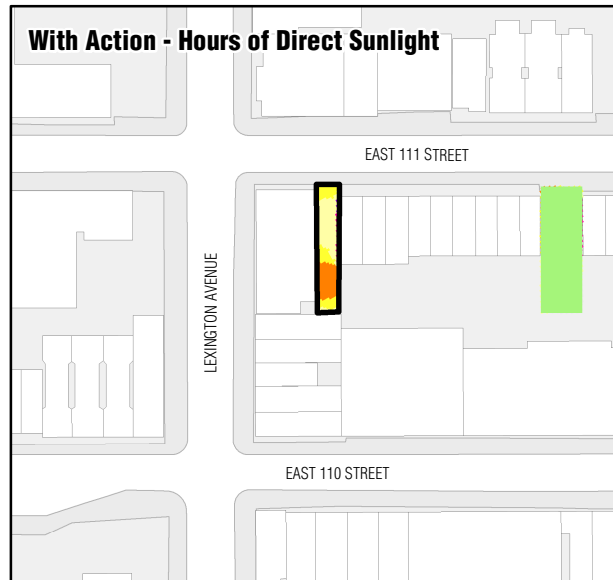 With Action - Hours of Direct Sunlight
EAST 111 STREET
LEXINGTON AVENUE
EAST 110 STREET